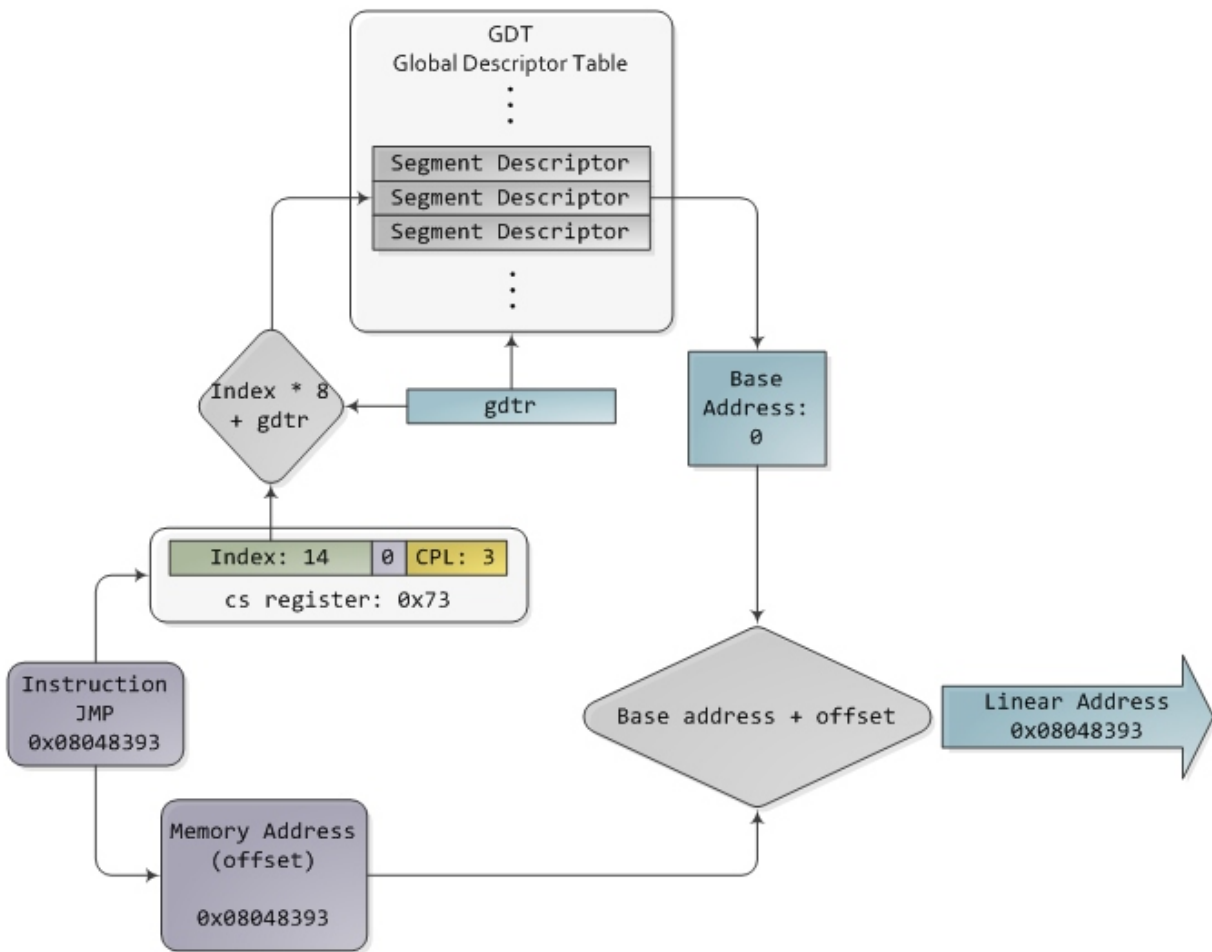 GDT
Global Descriptor Table
Segment Descriptor
Segment Descriptor
Segment Descriptor
Index * 8
+ gdtr
gdtr
Base
Address:
0
Index: 14
0
CPL: 3
cs register: 0x73
Instruction
JMP
0x08048393
Base address + offset
Linear Address
0x08048393
Memory Address
(offset)
0x08048393